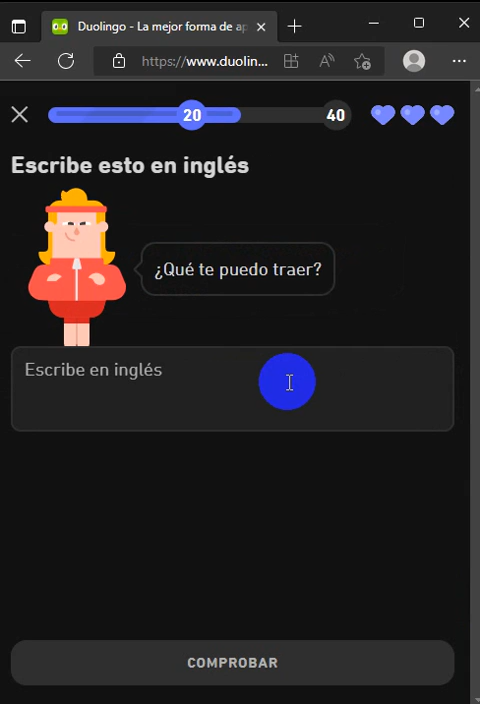 Duolingo - La mejor forma de ap
https://www.duolin...
20
40
Escribe esto en inglés
¿Qué te puedo traer?
Escribe en inglés
COMPROBAR